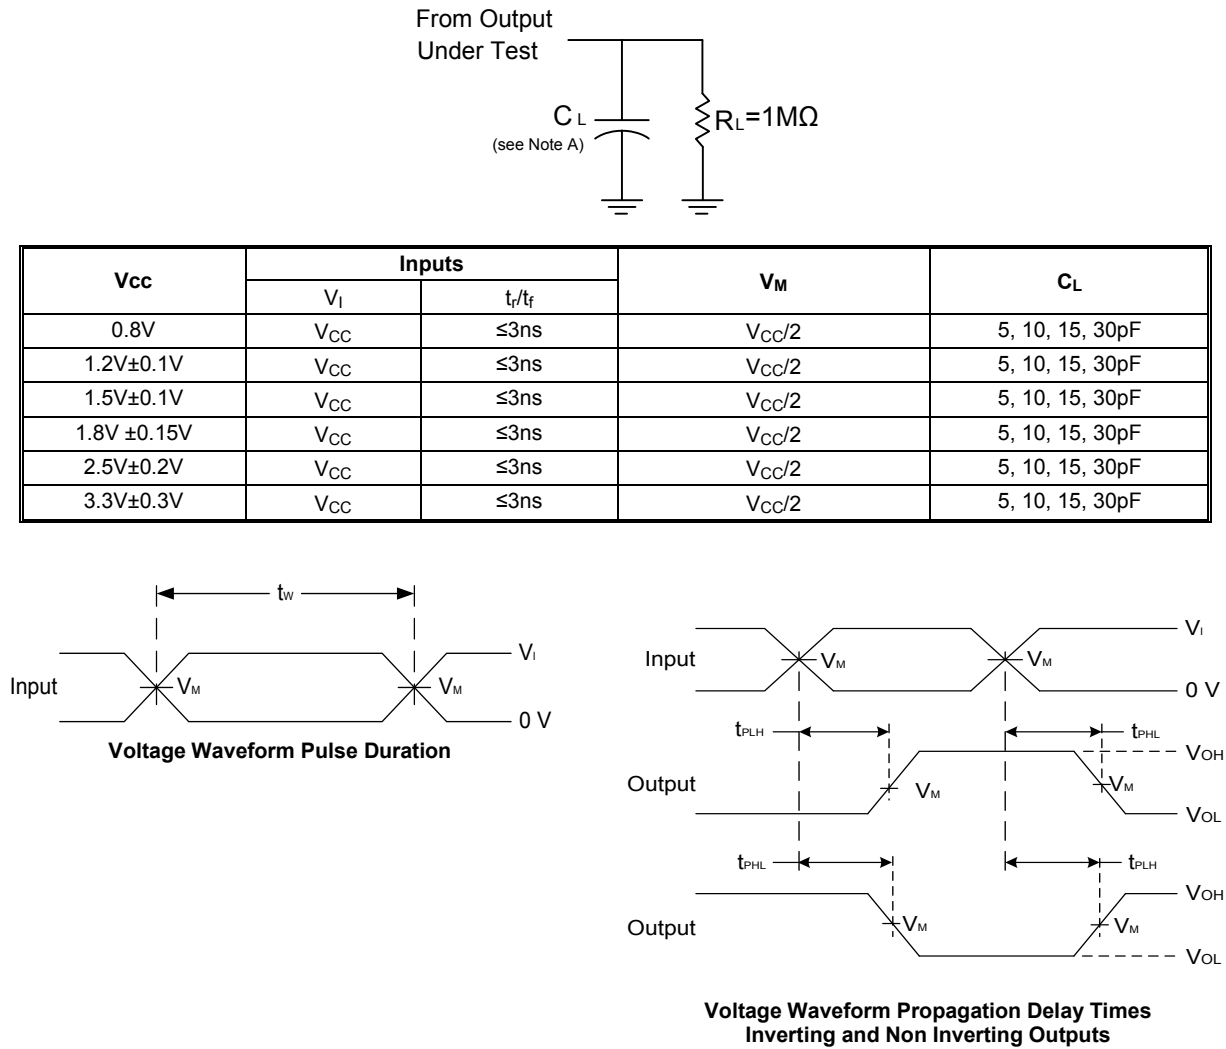 From Output
Under Test
CL
(see Note A)
RL=1MΩ
Vcc Inputs VM CL
VI tr/tf
0.8V VCC ≤3ns VCC/2 5, 10, 15, 30pF
1.2V±0.1V VCC ≤3ns VCC/2 5, 10, 15, 30pF
1.5V±0.1V VCC ≤3ns VCC/2 5, 10, 15, 30pF
1.8V ±0.15V VCC ≤3ns VCC/2 5, 10, 15, 30pF
2.5V±0.2V VCC ≤3ns VCC/2 5, 10, 15, 30pF
3.3V±0.3V VCC ≤3ns VCC/2 5, 10, 15, 30pF
tW
VI
Input VM VM
0 V
Voltage Waveform Pulse Duration
VI
Input VM VM
0 V
tPLH tPHL
VOH
Output VM VM
VOL
tPHL tPLH
VOH
Output VM VM
VOL
Voltage Waveform Propagation Delay Times
Inverting and Non Inverting Outputs